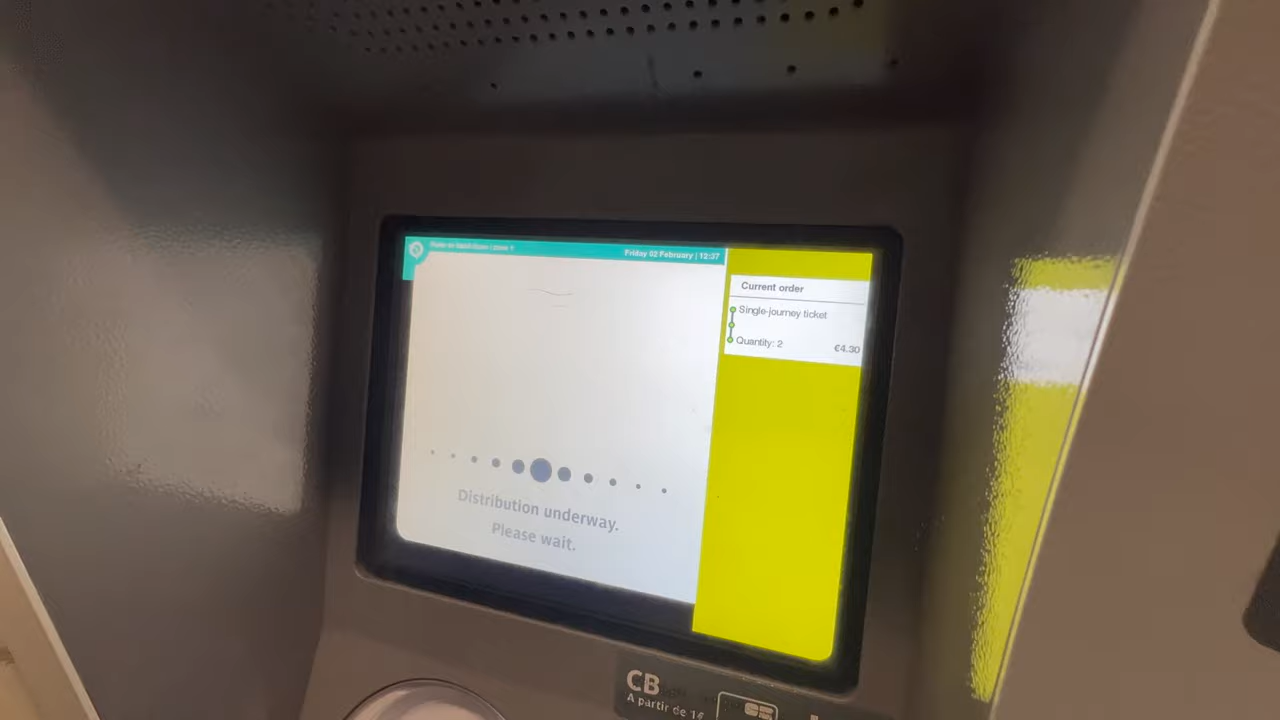 Friday 02 February | 12:37
Current order
Single-journey ticket
Quantity: 2
€4.30
Distribution underway.
Please wait.
CB
A partir de 1€